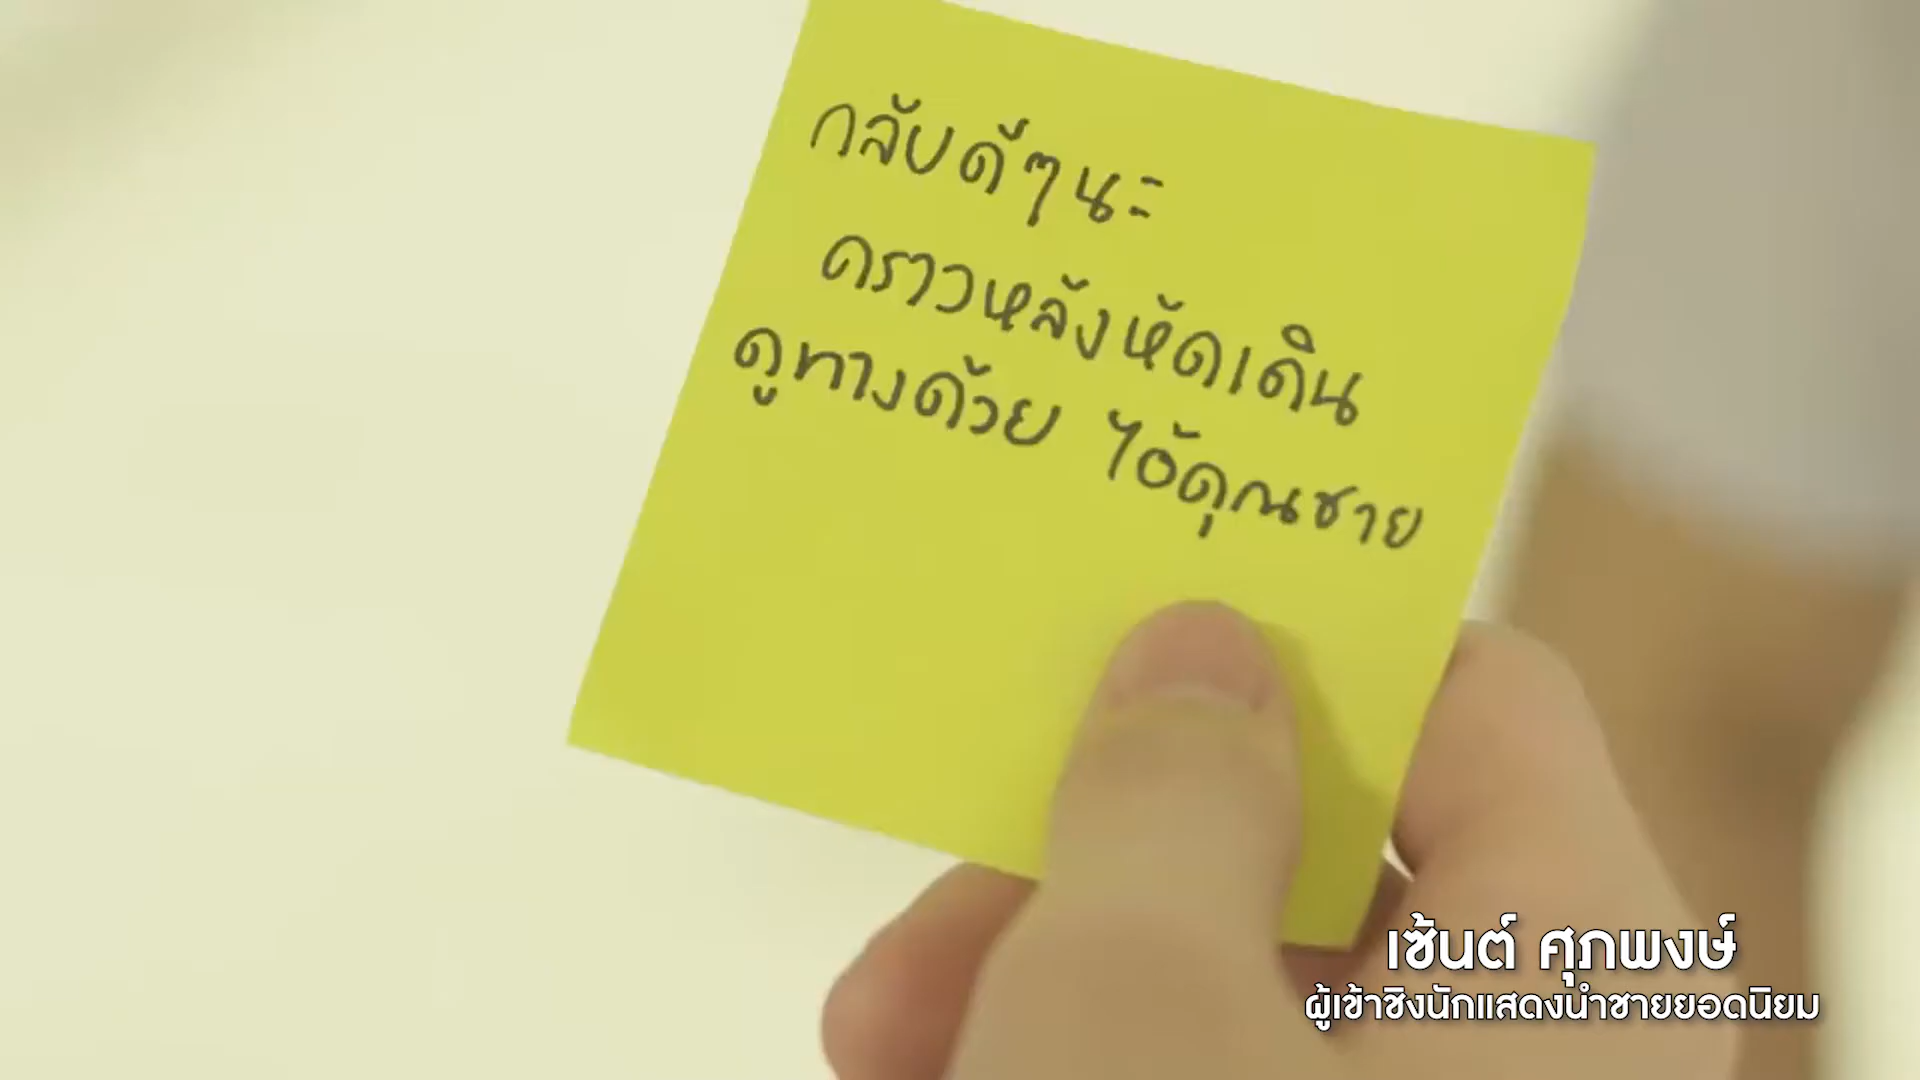 กลับดีๆนะ
คราวหลังหัดเดิน
ดูทางด้วย ไอ้คุณชาย
เซ้นต์ ศุภพงษ์
ผู้เข้าชิงนักแสดงนำชายยอดนิยม